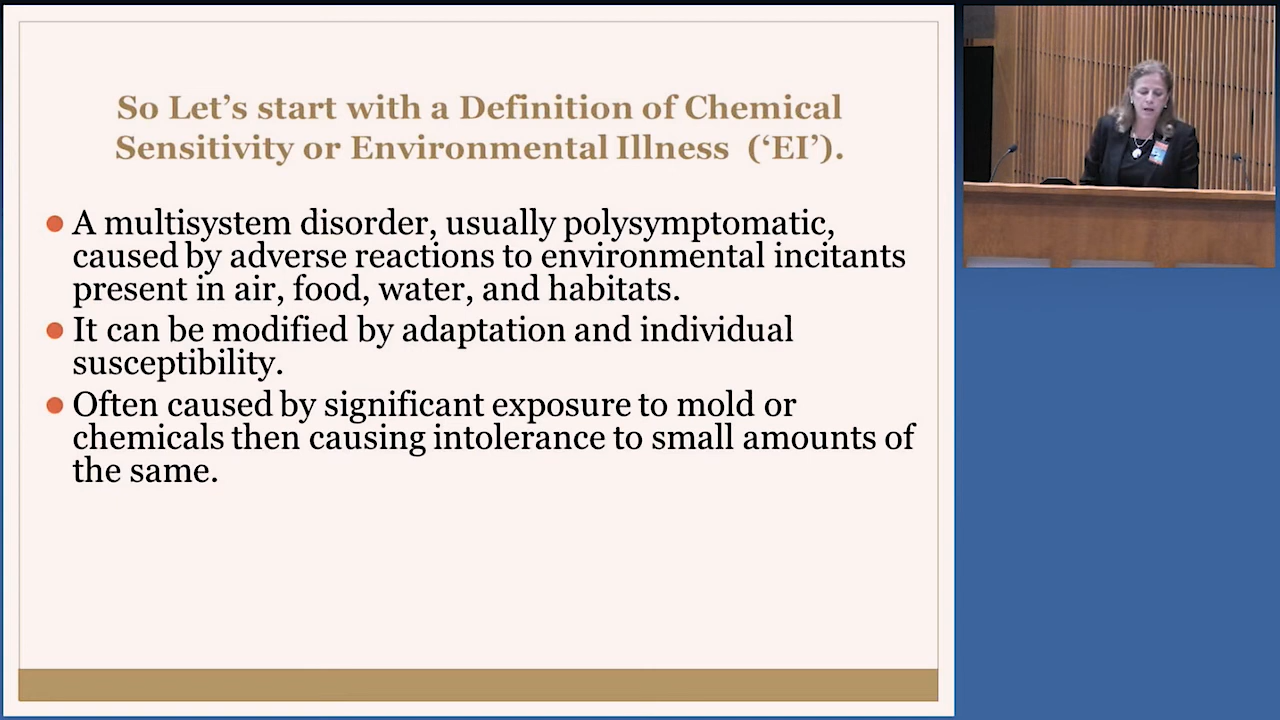 So Let’s start with a Definition of Chemical
Sensitivity or Environmental Illness (‘EI’).
A multisystem disorder, usually polysymptomatic,
caused by adverse reactions to environmental incitants
present in air, food, water, and habitats.
It can be modified by adaptation and individual
susceptibility.
Often caused by significant exposure to mold or
chemicals then causing intolerance to small amounts of
the same.